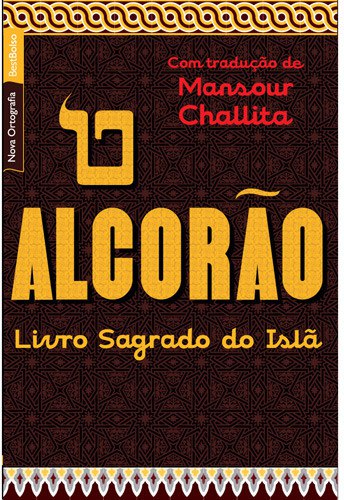 BestBolso
Nova Ortografia
Com tradução de
Mansour
Challita
ט
ALCORÃO
Livro Sagrado do Islã